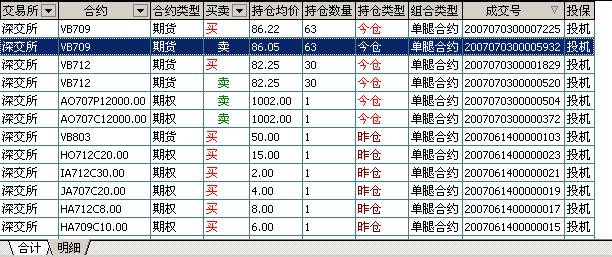 交易所 合约 合约类型 买卖 持仓均价 持仓数量 持仓类型 组合类型 成交号 投保
深交所 VB709 期货 买 86.22 63 今仓 单腿合约 2007070300007225 投机
深交所 VB709 期货 卖 86.05 63 今仓 单腿合约 2007070300005932 投机
深交所 VB712 期货 买 82.25 30 今仓 单腿合约 2007070300001829 投机
深交所 VB712 期货 卖 82.25 30 今仓 单腿合约 2007070300000520 投机
深交所 AO707P12000.00 期权 卖 1002.00 1 今仓 单腿合约 2007070300000504 投机
深交所 AO707C12000.00 期权 卖 1002.00 1 今仓 单腿合约 2007070300000372 投机
深交所 VB803 期货 买 50.00 1 昨仓 单腿合约 2007061400000103 投机
深交所 HO712C20.00 期权 买 15.00 1 昨仓 单腿合约 2007061400000023 投机
深交所 IA712C30.00 期权 买 2.00 1 昨仓 单腿合约 2007061400000021 投机
深交所 JA707C20.00 期权 买 4.00 1 昨仓 单腿合约 2007061400000019 投机
深交所 HA712C8.00 期权 买 8.00 1 昨仓 单腿合约 2007061400000017 投机
深交所 HA709C10.00 期权 买 6.00 1 昨仓 单腿合约 2007061400000015 投机
合计 明细